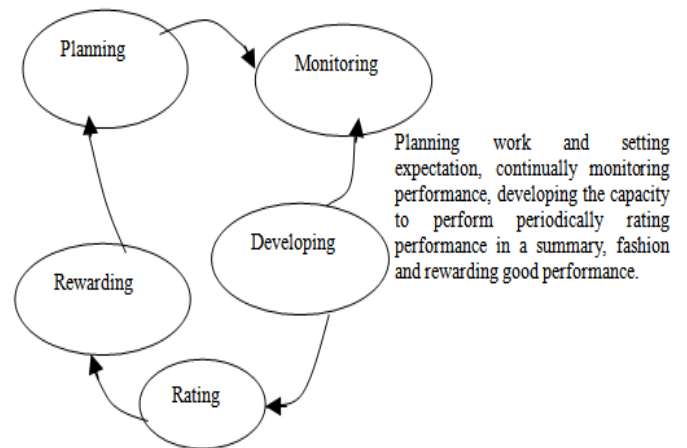 Planning
Monitoring
Planning work and setting
expectation, continually monitoring
performance, developing the capacity
to perform periodically rating
performance in a summary, fashion
and rewarding good performance.
Developing
Rewarding
Rating